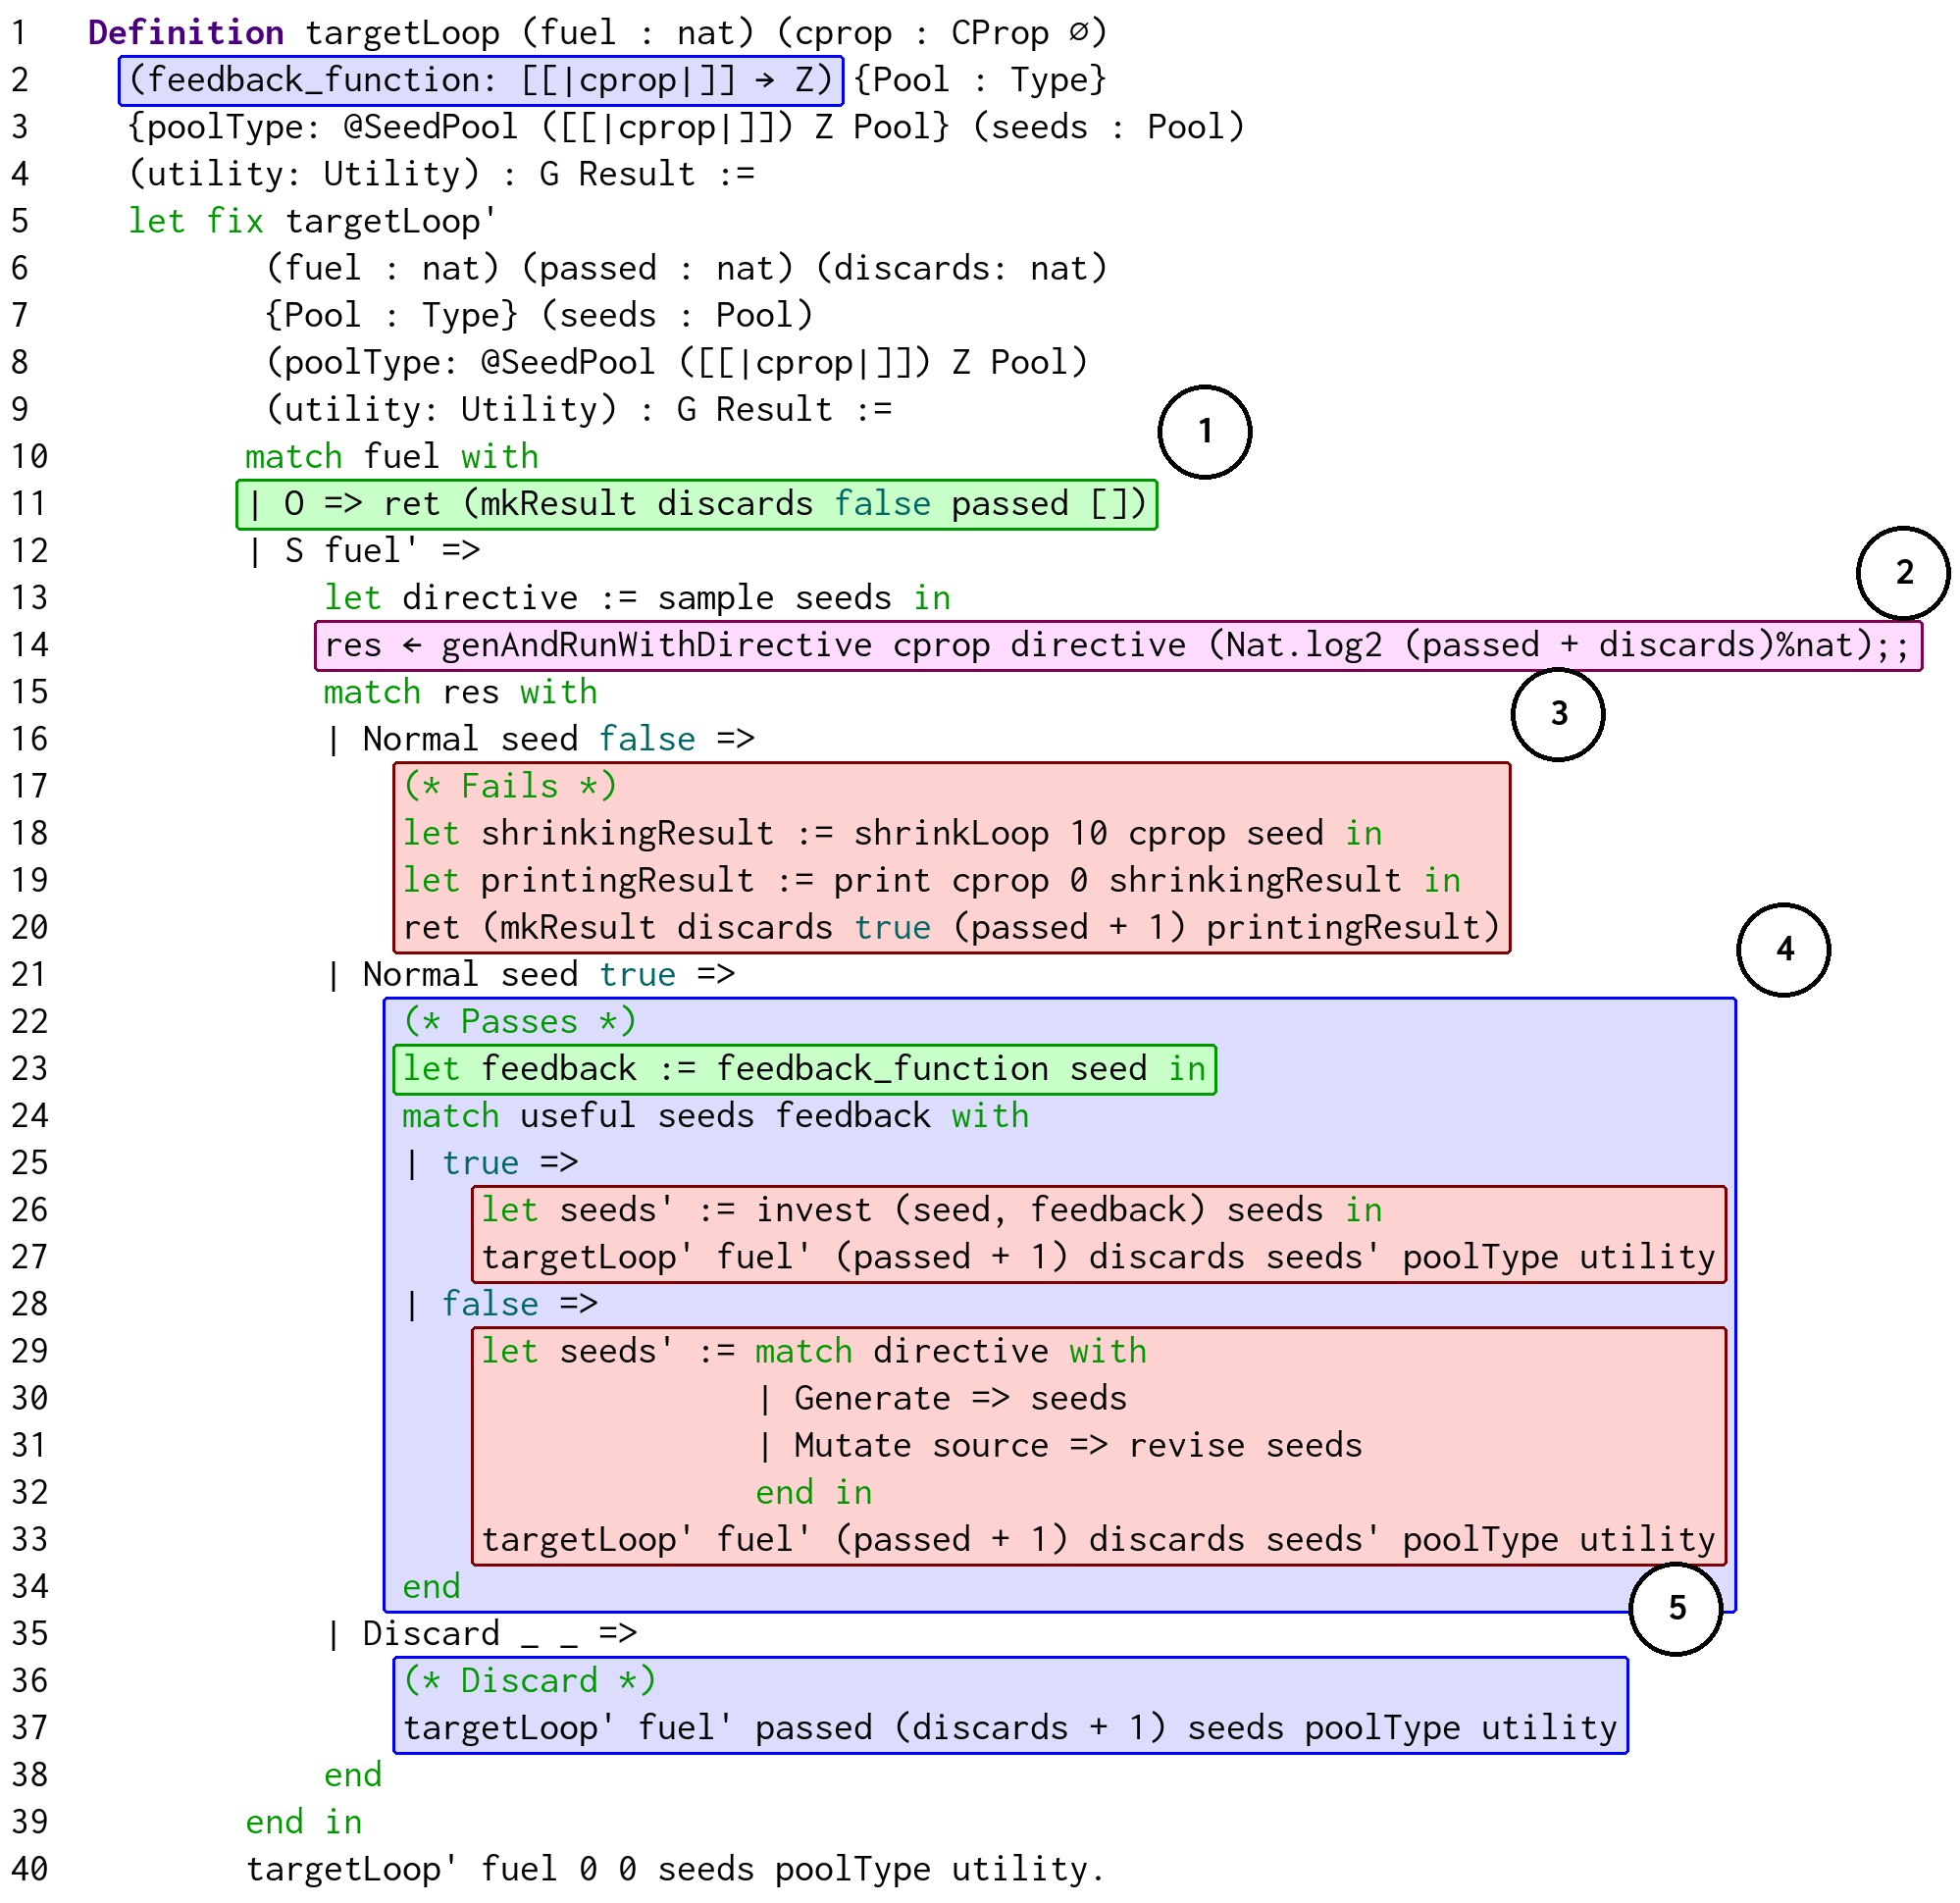 1 Definition targetLoop (fuel : nat) (cprop : CProp ∅)
2 (feedback_function: [[|cprop|]] → Z) {Pool : Type}
3 {poolType: @SeedPool ([[|cprop|]]) Z Pool} (seeds : Pool)
4 (utility: Utility) : G Result :=
5 let fix targetLoop'
6 (fuel : nat) (passed : nat) (discards: nat)
7 {Pool : Type} (seeds : Pool)
8 (poolType: @SeedPool ([[|cprop|]]) Z Pool)
9 (utility: Utility) : G Result :=
1
10 match fuel with
11 | O => ret (mkResult discards false passed [])
12 | S fuel' =>
2
13 let directive := sample seeds in
14 res ← genAndRunWithDirective cprop directive (Nat.log2 (passed + discards)%nat);;
15 match res with
3
16 | Normal seed false =>
17 (* Fails *)
18 let shrinkingResult := shrinkLoop 10 cprop seed in
19 let printingResult := print cprop 0 shrinkingResult in
20 ret (mkResult discards true (passed + 1) printingResult)
4
21 | Normal seed true =>
22 (* Passes *)
23 let feedback := feedback_function seed in
24 match useful seeds feedback with
25 | true =>
26 let seeds' := invest (seed, feedback) seeds in
27 targetLoop' fuel' (passed + 1) discards seeds' poolType utility
28 | false =>
29 let seeds' := match directive with
30 | Generate => seeds
31 | Mutate source => revise seeds
32 end in
33 targetLoop' fuel' (passed + 1) discards seeds' poolType utility
34 end
5
35 | Discard _ _ =>
36 (* Discard *)
37 targetLoop' fuel' passed (discards + 1) seeds poolType utility
38 end
39 end in
40 targetLoop' fuel 0 0 seeds poolType utility.